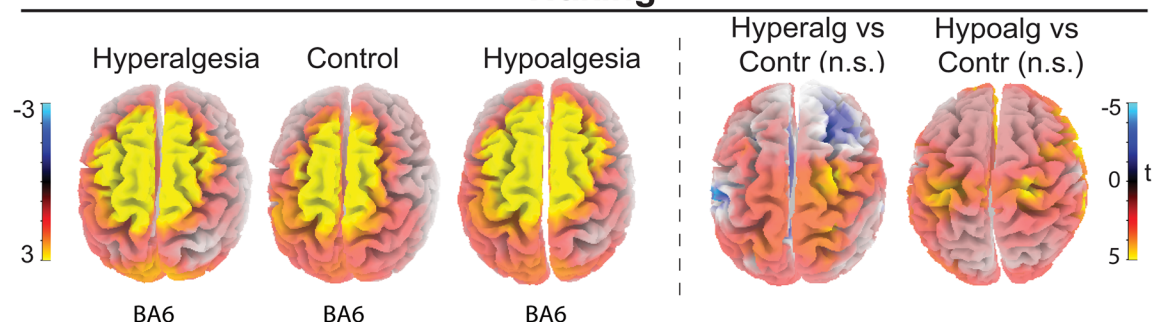 Hyperalgesia Control Hypoalgesia
Hyperalg vs
Contr (n.s.)
Hypoalg vs
Contr (n.s.)
-3
3
-5
0
t
5
BA6 BA6 BA6